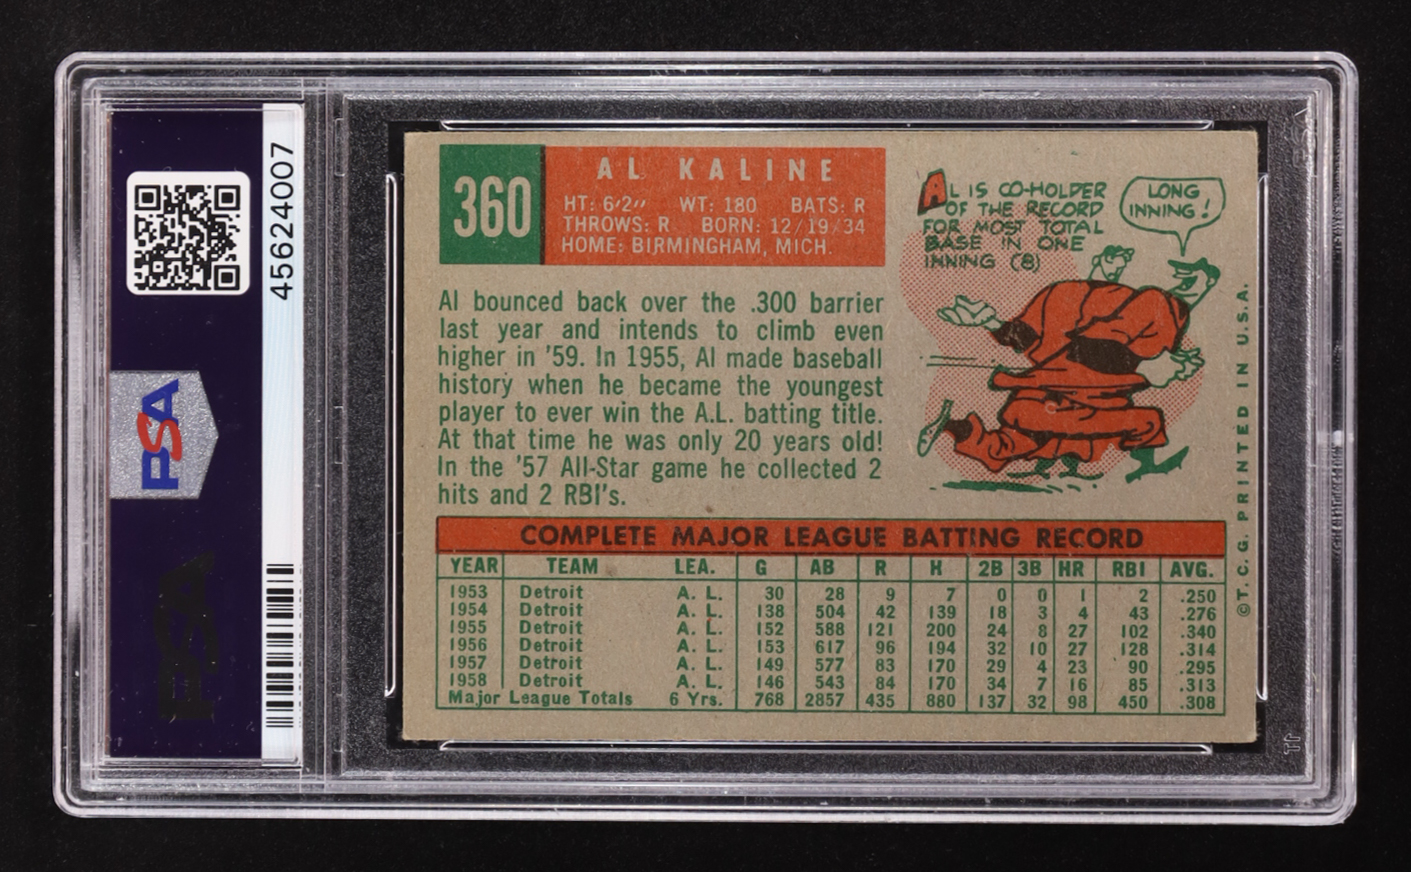 45624007
PSA
PSA
360
AL KALINE
HT: 6'2" WT: 180 BATS: R
THROWS: R BORN: 12/19/34
HOME: BIRMINGHAM, MICH.
AL IS CO-HOLDER
OF THE RECORD
FOR MOST TOTAL
BASE IN ONE
INNING (8)
LONG
INNING!
Al bounced back over the .300 barrier
last year and intends to climb even
higher in '59. In 1955, Al made baseball
history when he became the youngest
player to ever win the A.L. batting title.
At that time he was only 20 years old!
In the '57 All-Star game he collected 2
hits and 2 RBI's.
COMPLETE MAJOR LEAGUE BATTING RECORD
YEAR TEAM LEA. G AB R H 2B 3B HR RBI AVG.
1953 Detroit A. L. 30 28 9 7 0 0 1 2 .250
1954 Detroit A. L. 138 504 42 139 18 3 4 43 .276
1955 Detroit A. L. 152 588 121 200 24 8 27 102 .340
1956 Detroit A. L. 153 617 96 194 32 10 27 128 .314
1957 Detroit A. L. 149 577 83 170 29 4 23 90 .295
1958 Detroit A. L. 146 543 84 170 34 7 16 85 .313
Major League Totals 6 Yrs. 768 2857 435 880 137 32 98 450 .308
©T.C.G. PRINTED IN U.S.A.